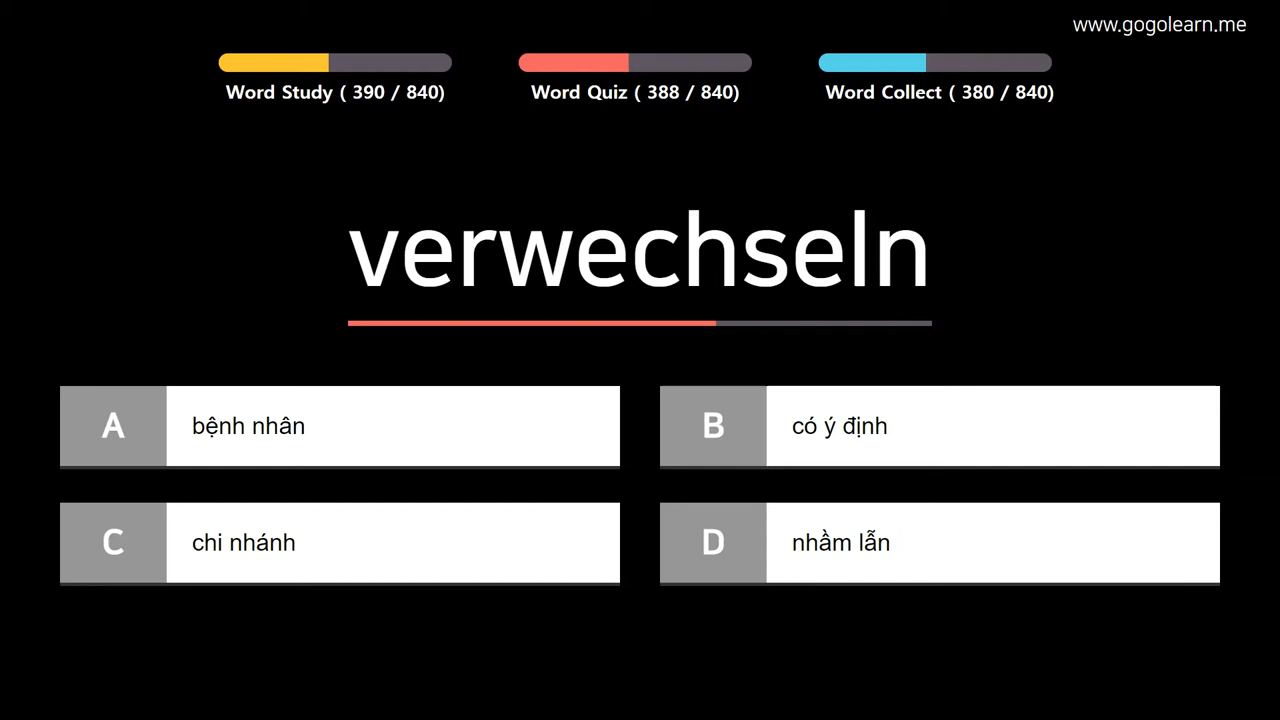 www.gogolearn.me
Word Study ( 390 / 840)
Word Quiz ( 388 / 840)
Word Collect ( 380 / 840)
verwechseln
A bệnh nhân
B có ý định
C chi nhánh
D nhầm lẫn